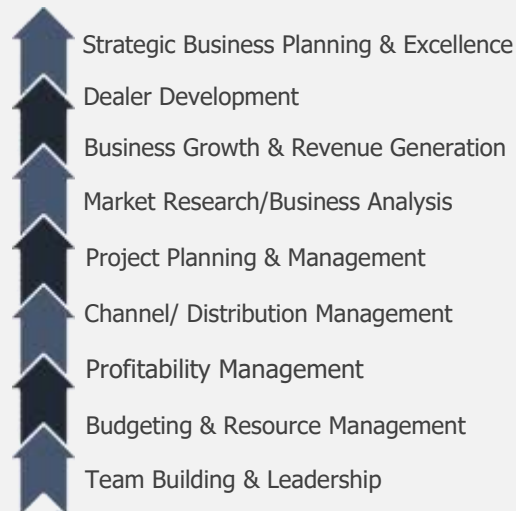 Strategic Business Planning & Excellence
Dealer Development
Business Growth & Revenue Generation
Market Research/Business Analysis
Project Planning & Management
Channel/ Distribution Management
Profitability Management
Budgeting & Resource Management
Team Building & Leadership